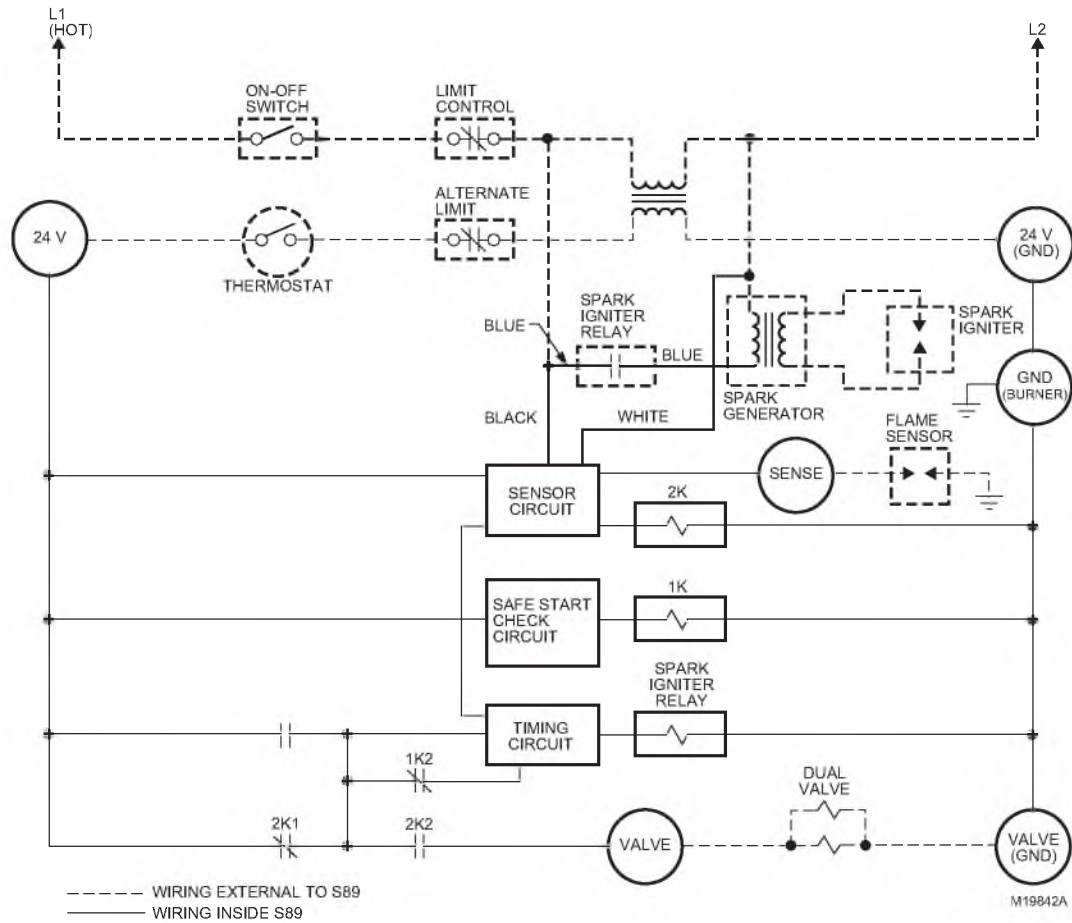 L1
(HOT)
L2
ON-OFF
SWITCH
LIMIT
CONTROL
ALTERNATE
LIMIT
24 V
THERMOSTAT
24 V
(GND)
SPARK
IGNITER
RELAY
BLUE
BLUE
SPARK
IGNITER
SPARK
GENERATOR
GND
(BURNER)
BLACK
WHITE
FLAME
SENSOR
SENSOR
CIRCUIT
SENSE
2K
SAFE START
CHECK
CIRCUIT
1K
SPARK
IGNITER
RELAY
TIMING
CIRCUIT
1K2
DUAL
VALVE
2K1
2K2
VALVE
VALVE
(GND)
WIRING EXTERNAL TO S89
WIRING INSIDE S89
M19842A